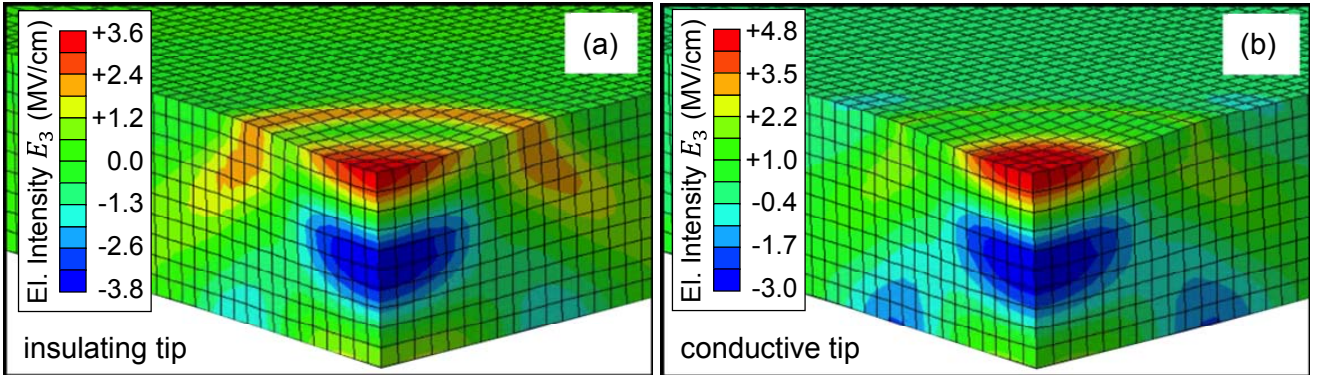 El. Intensity E₃ (MV/cm)
+3.6
+2.4
+1.2
0.0
-1.3
-2.6
-3.8
(a)
insulating tip
El. Intensity E₃ (MV/cm)
+4.8
+3.5
+2.2
+1.0
-0.4
-1.7
-3.0
(b)
conductive tip